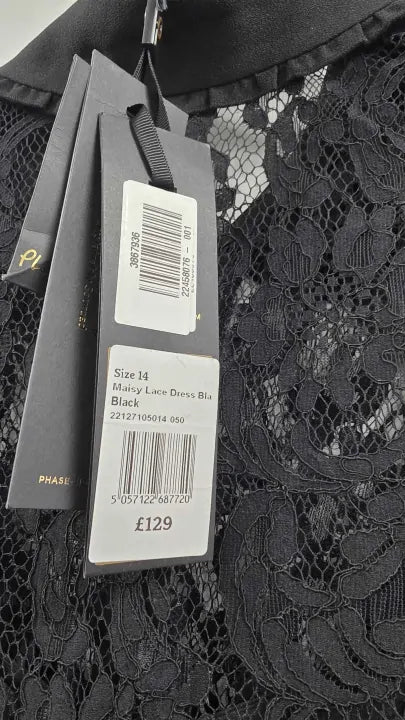 3867936
22458076 - 001
Size 14
Maisy Lace Dress Bla
Black
22127105014 050
5 057122 687720
£129
PHASE